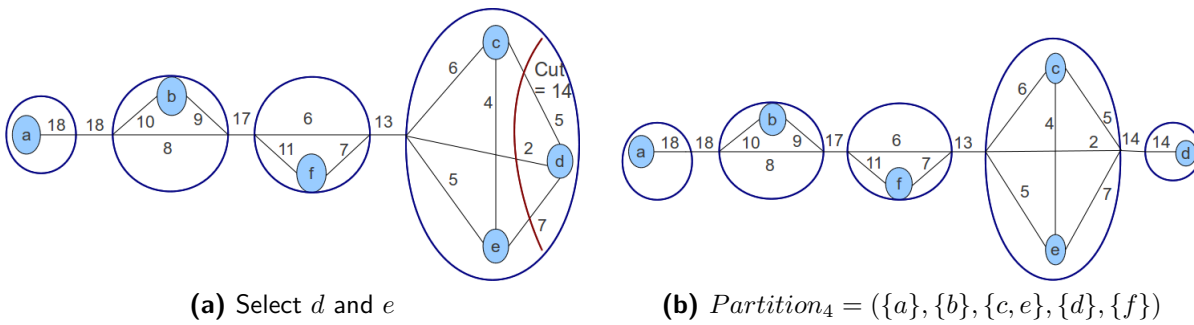 a 18 18 b 10 9 8 17 6 11 7 f 13 6 c 4 5 e 2 5 d 7 Cut
= 14
a 18 18 b 10 9 8 17 6 11 7 f 13 6 c 4 5 2 5 7 e 14 14 d
(a) Select d and e
(b) Partition₄ = ({a}, {b}, {c, e}, {d}, {f})